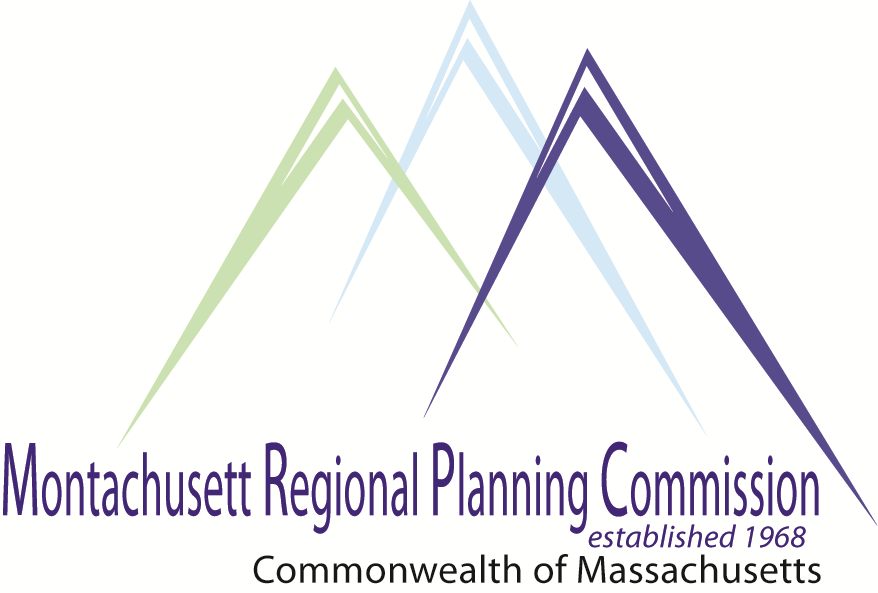 Montachusett Regional Planning Commission
established 1968
Commonwealth of Massachusetts